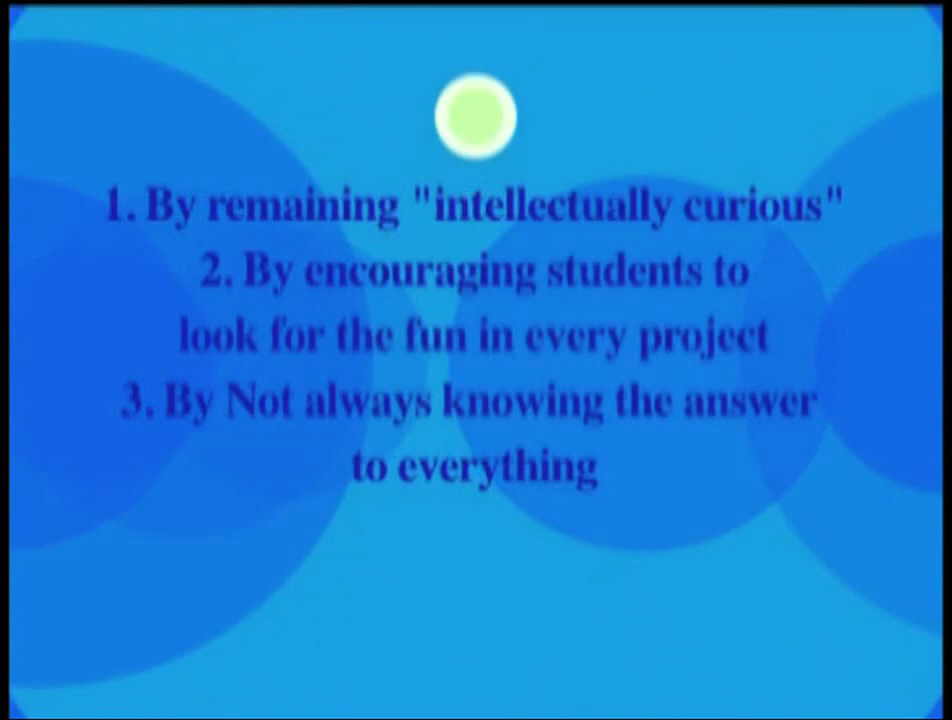 1. By remaining "intellectually curious"
2. By encouraging students to
look for the fun in every project
3. By Not always knowing the answer
to everything